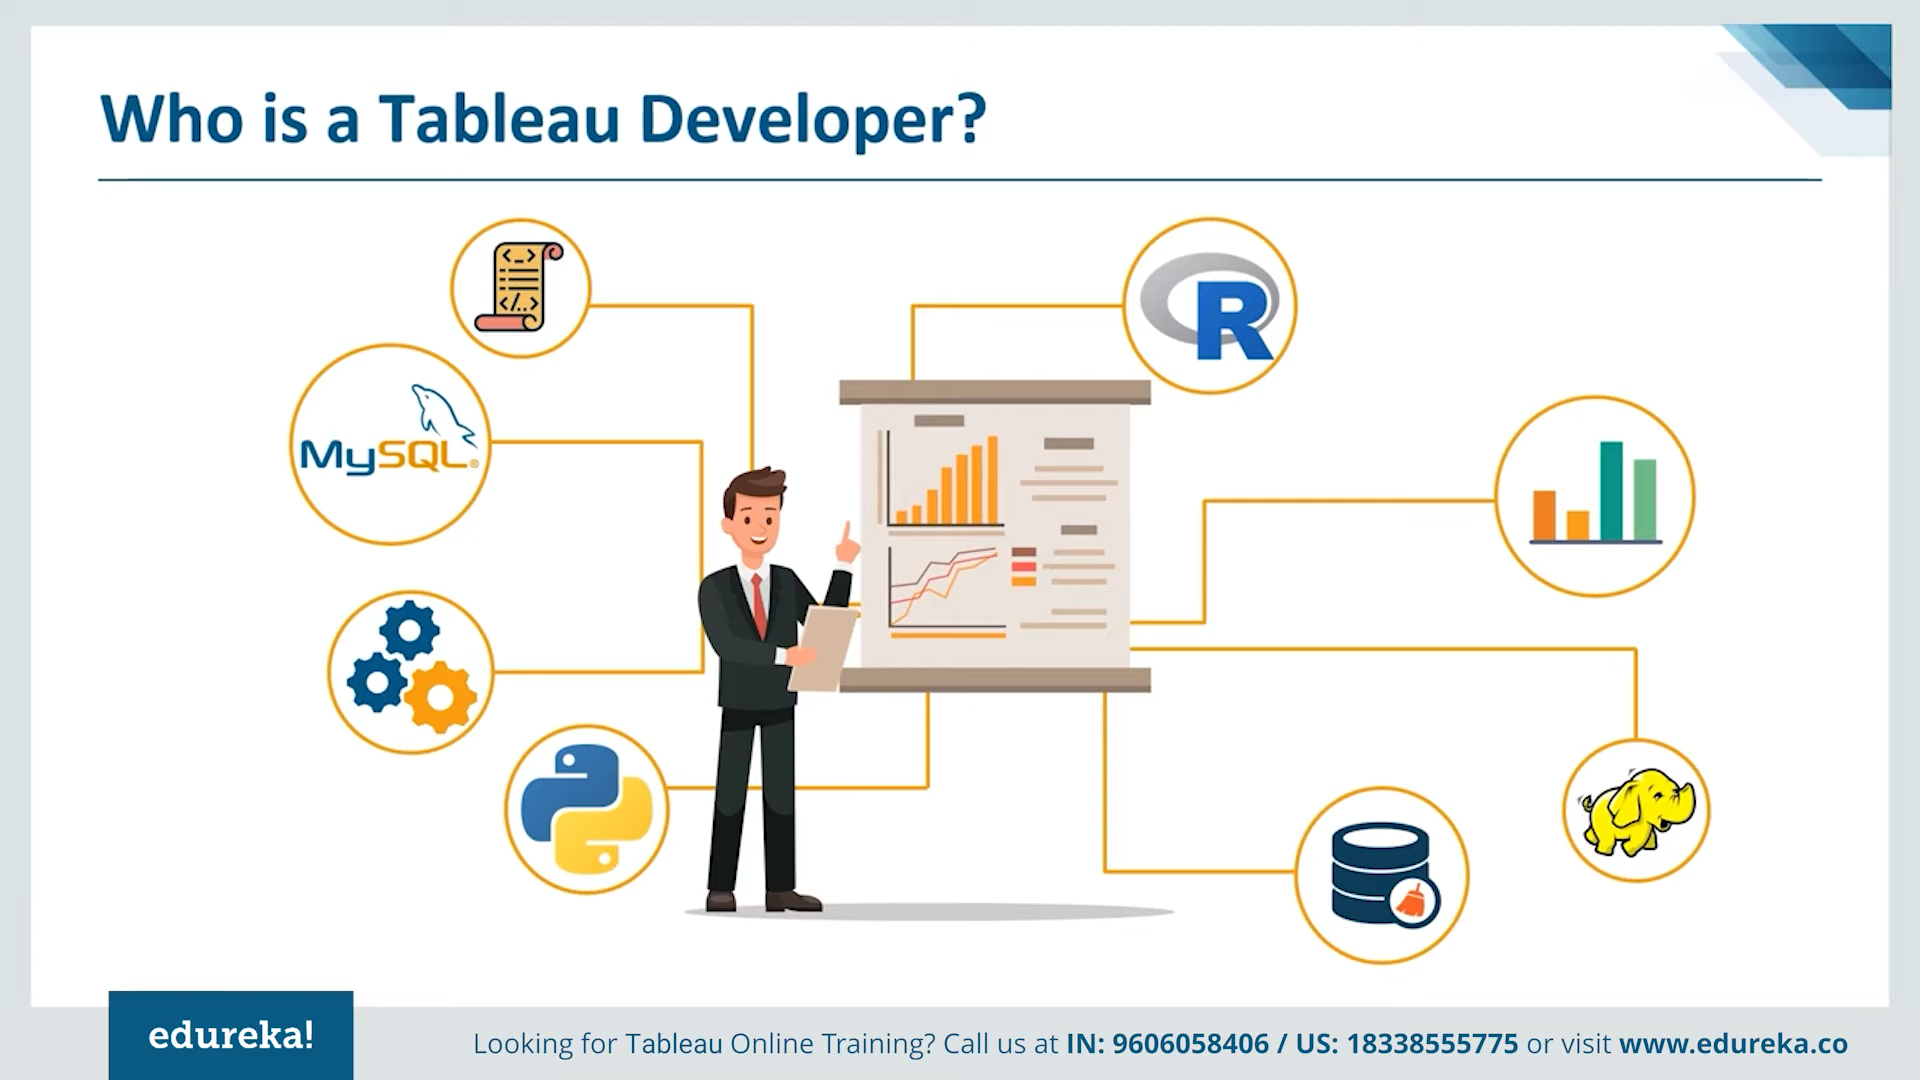 Who is a Tableau Developer?
<_>
</..>
R
MySQL®
edureka!
Looking for Tableau Online Training? Call us at IN: 9606058406 / US: 18338555775 or visit www.edureka.co